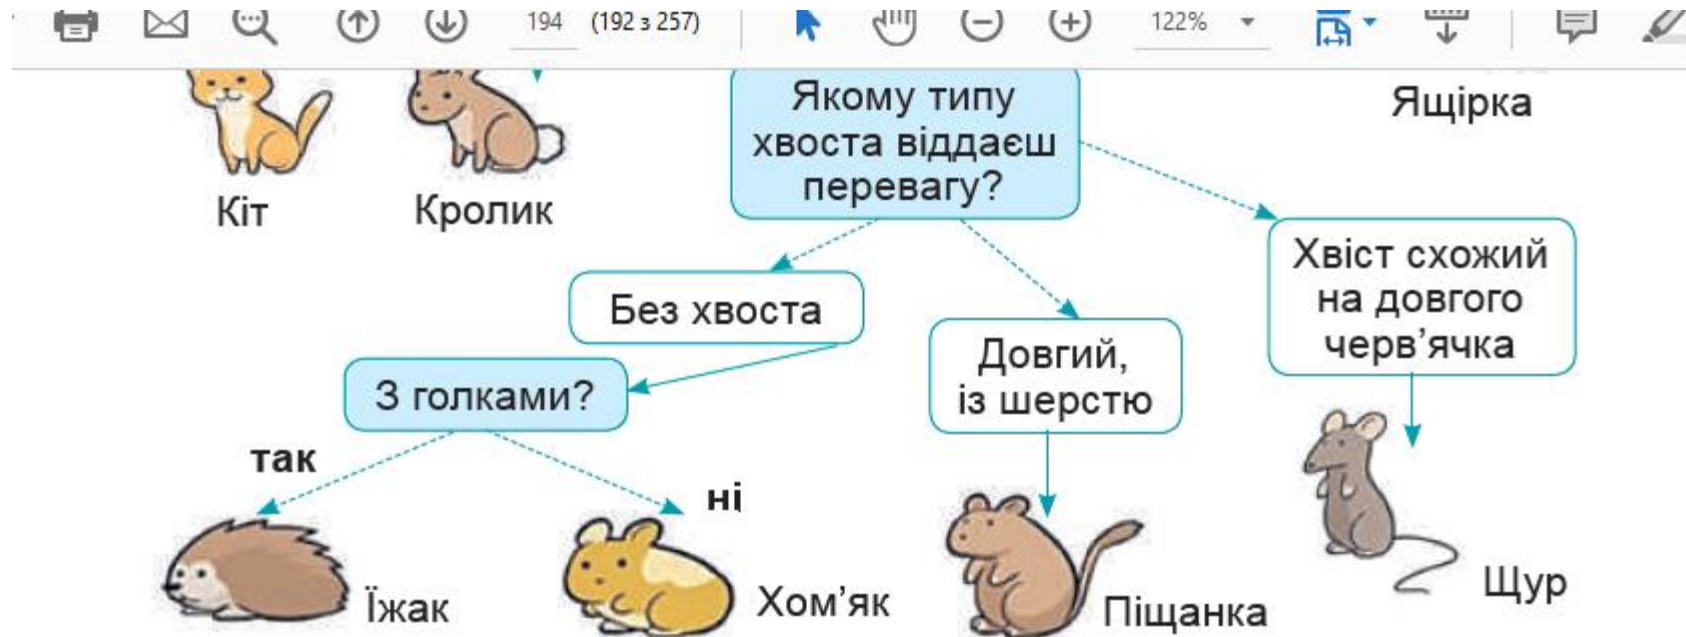 194 (192 з 257)
122%
Якому типу
хвоста віддаєш
перевагу?
Ящірка
Кіт
Кролик
Хвіст схожий
на довгого
черв’ячка
Без хвоста
Довгий,
із шерстю
З голками?
так
ні
Їжак
Хом’як
Піщанка
Щур